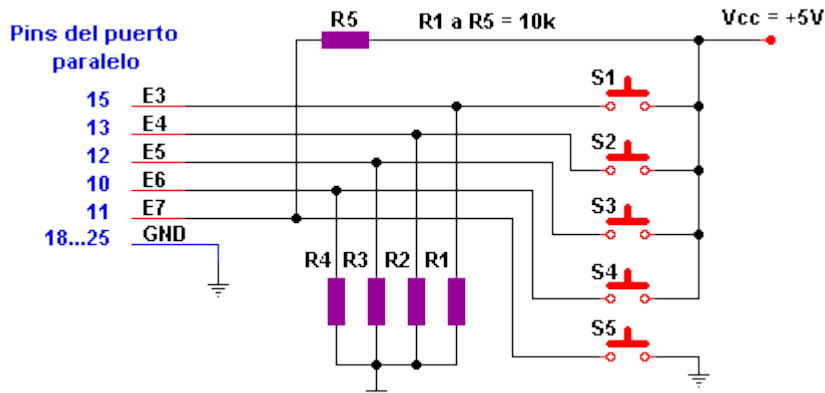 R5
R1 a R5 = 10k
Vcc = +5V
Pins del puerto
paralelo
S1
15 E3
13 E4
S2
12 E5
10 E6
S3
11 E7
18...25 GND
R4 R3 R2 R1
S4
S5